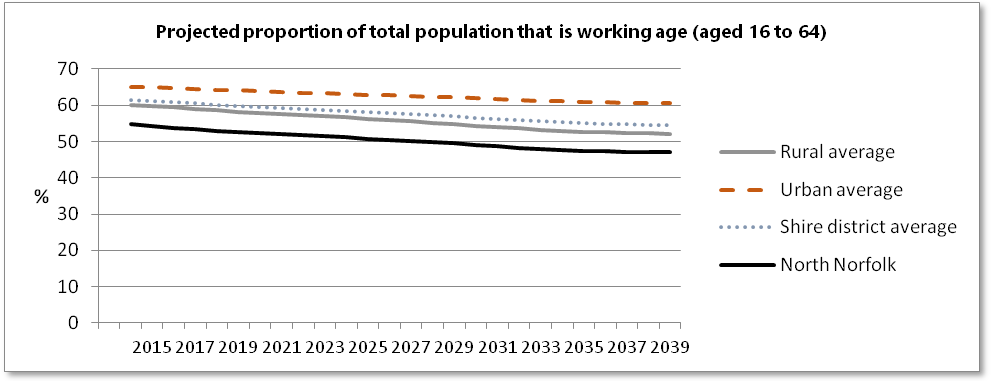 Projected proportion of total population that is working age (aged 16 to 64)
70
60
50
40
30
20
10
0
%
2015 2017 2019 2021 2023 2025 2027 2029 2031 2033 2035 2037 2039
Rural average
Urban average
Shire district average
North Norfolk